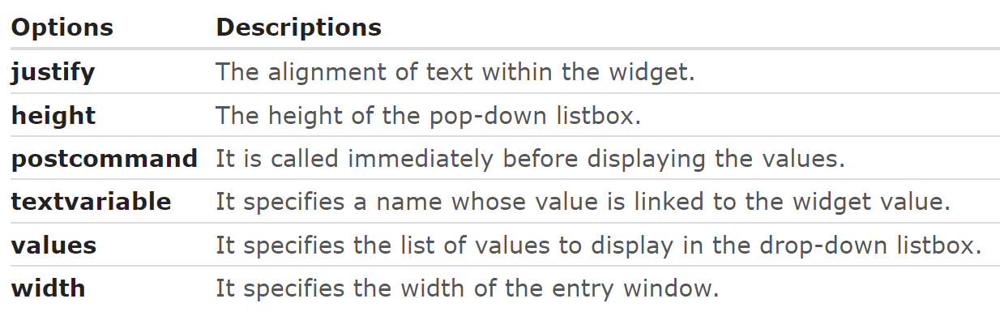 Options Descriptions
justify The alignment of text within the widget.
height The height of the pop-down listbox.
postcommand It is called immediately before displaying the values.
textvariable It specifies a name whose value is linked to the widget value.
values It specifies the list of values to display in the drop-down listbox.
width It specifies the width of the entry window.